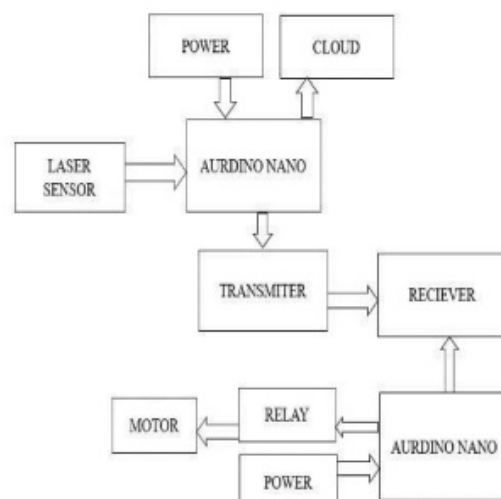 POWER
CLOUD
LASER
SENSOR
AURDINO NANO
TRANSMITER
RECIEVER
MOTOR
RELAY
AURDINO NANO
POWER